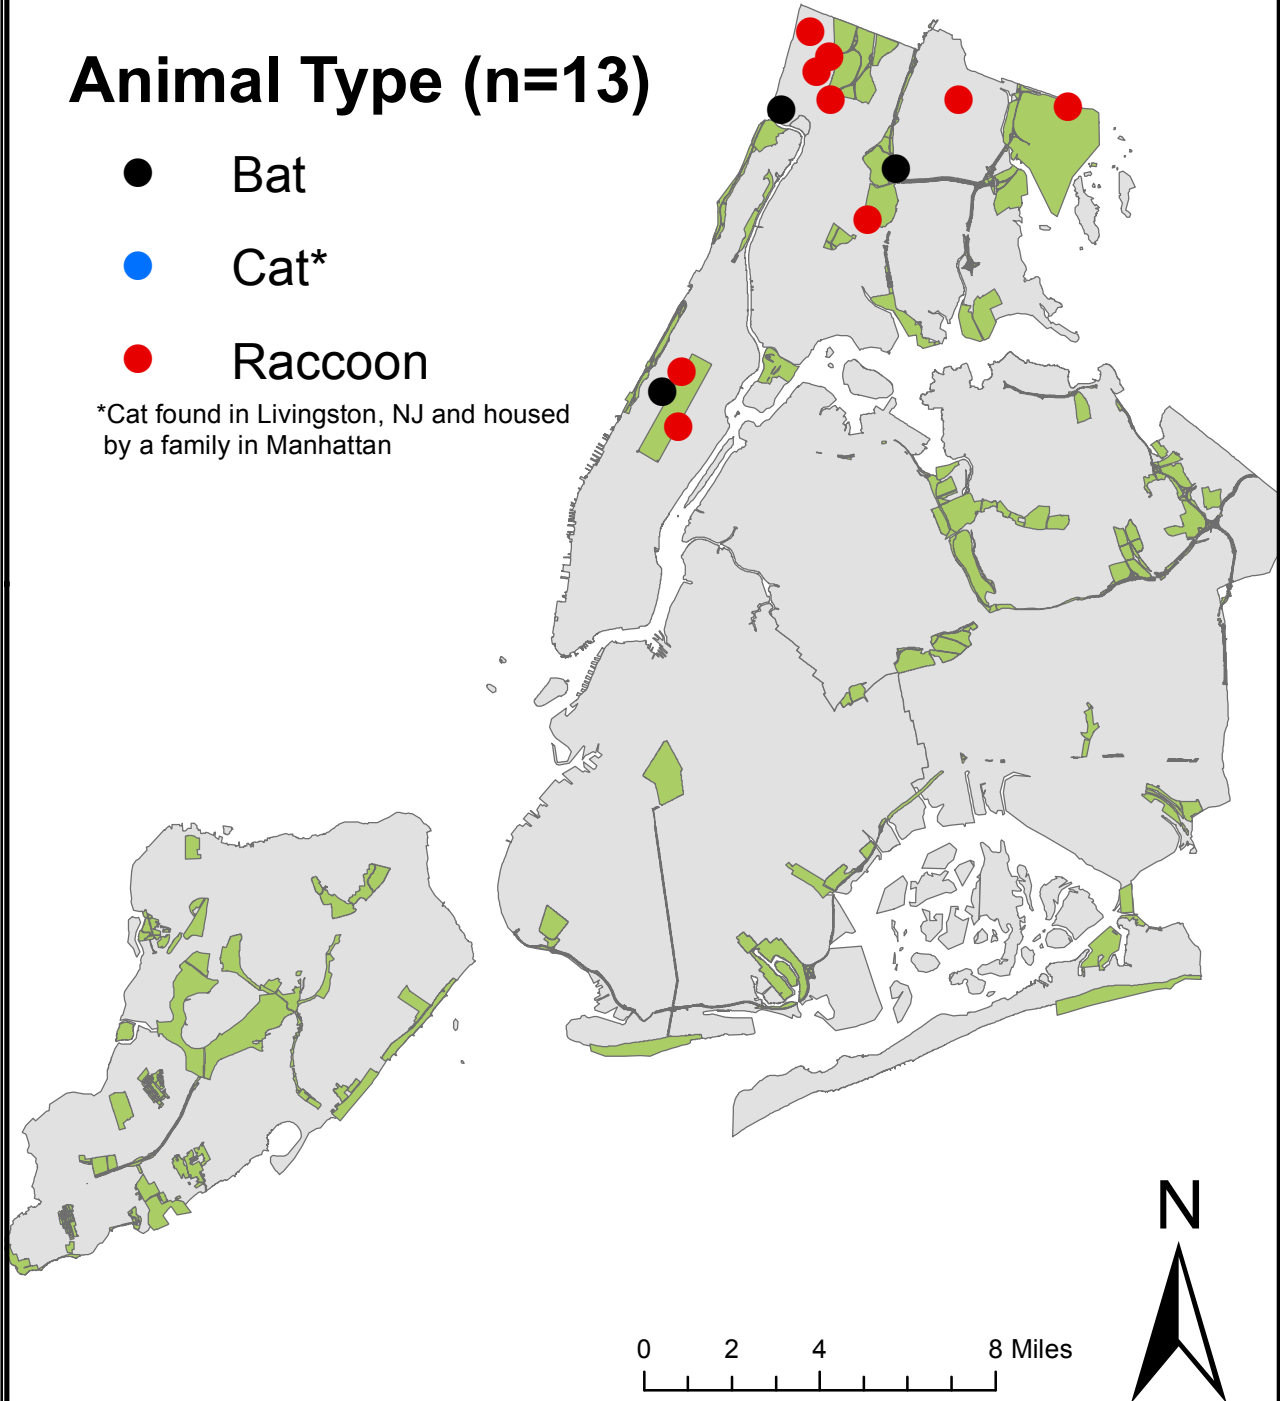 Animal Type (n=13)
Bat
Cat*
Raccoon
*Cat found in Livingston, NJ and housed
by a family in Manhattan
N
0 2 4 8 Miles